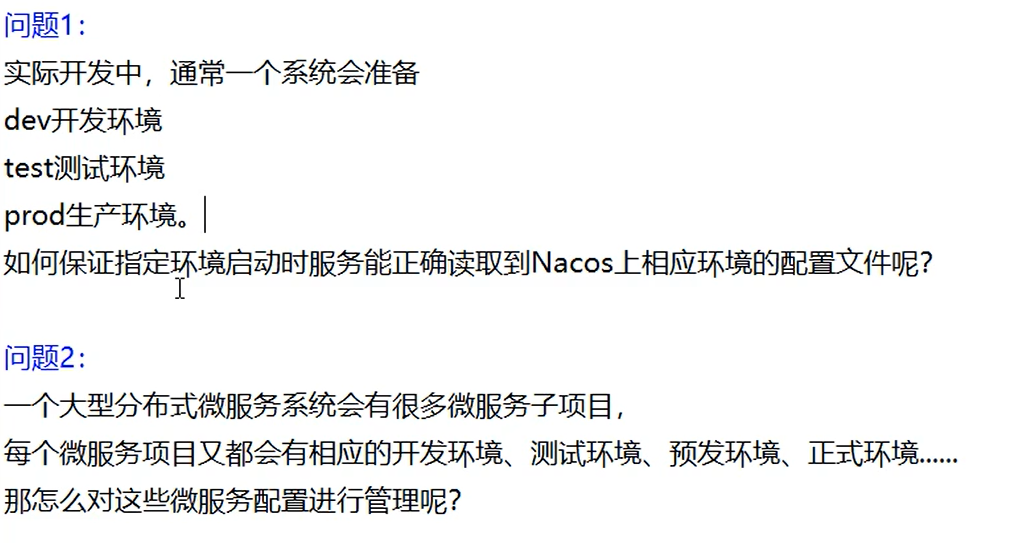 问题1：
实际开发中，通常一个系统会准备
dev开发环境
test测试环境
prod生产环境。
如何保证指定环境启动时服务能正确读取到Nacos上相应环境的配置文件呢？
问题2：
一个大型分布式微服务系统会有很多微服务子项目，
每个微服务项目又都会有相应的开发环境、测试环境、预发环境、正式环境......
那怎么对这些微服务配置进行管理呢？